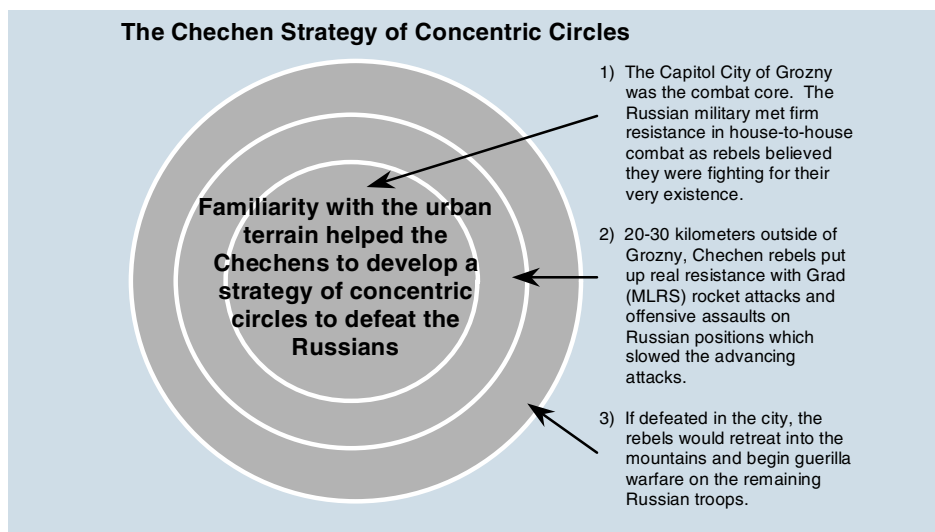 The Chechen Strategy of Concentric Circles
Familiarity with the urban
terrain helped the
Chechens to develop a
strategy of concentric
circles to defeat the
Russians
1) The Capitol City of Grozny
was the combat core. The
Russian military met firm
resistance in house-to-house
combat as rebels believed
they were fighting for their
very existence.
2) 20-30 kilometers outside of
Grozny, Chechen rebels put
up real resistance with Grad
(MLRS) rocket attacks and
offensive assaults on
Russian positions which
slowed the advancing
attacks.
3) If defeated in the city, the
rebels would retreat into the
mountains and begin guerilla
warfare on the remaining
Russian troops.